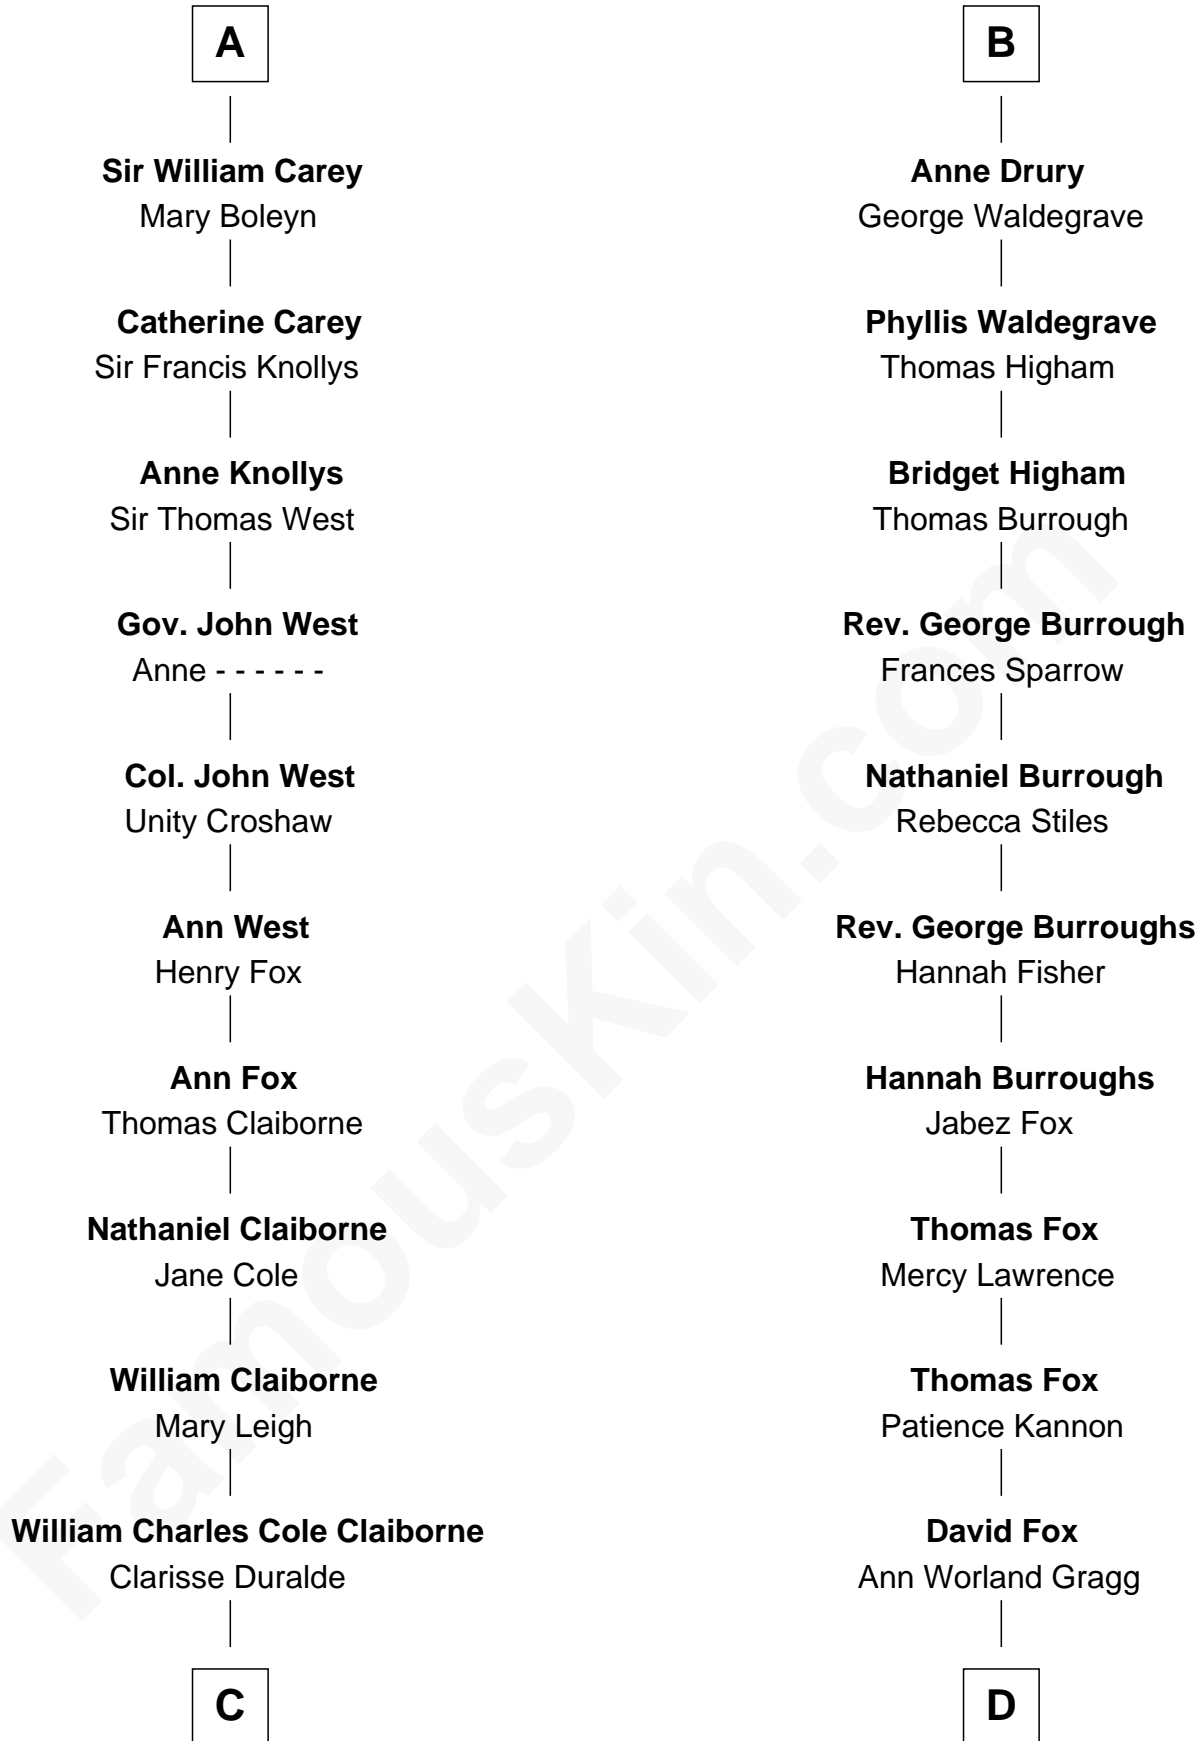 A
Sir William Carey
Mary Boleyn
Catherine Carey
Sir Francis Knollys
Anne Knollys
Sir Thomas West
Gov. John West
Anne - - - - - -
Col. John West
Unity Croshaw
Ann West
Henry Fox
Ann Fox
Thomas Claiborne
Nathaniel Claiborne
Jane Cole
William Claiborne
Mary Leigh
William Charles Cole Claiborne
Clarisse Duralde
C
B
Anne Drury
George Waldegrave
Phyllis Waldegrave
Thomas Higham
Bridget Higham
Thomas Burrough
Rev. George Burrough
Frances Sparrow
Nathaniel Burrough
Rebecca Stiles
Rev. George Burroughs
Hannah Fisher
Hannah Burroughs
Jabez Fox
Thomas Fox
Mercy Lawrence
Thomas Fox
Patience Kannon
David Fox
Ann Worland Gragg
D
FamousKin.com